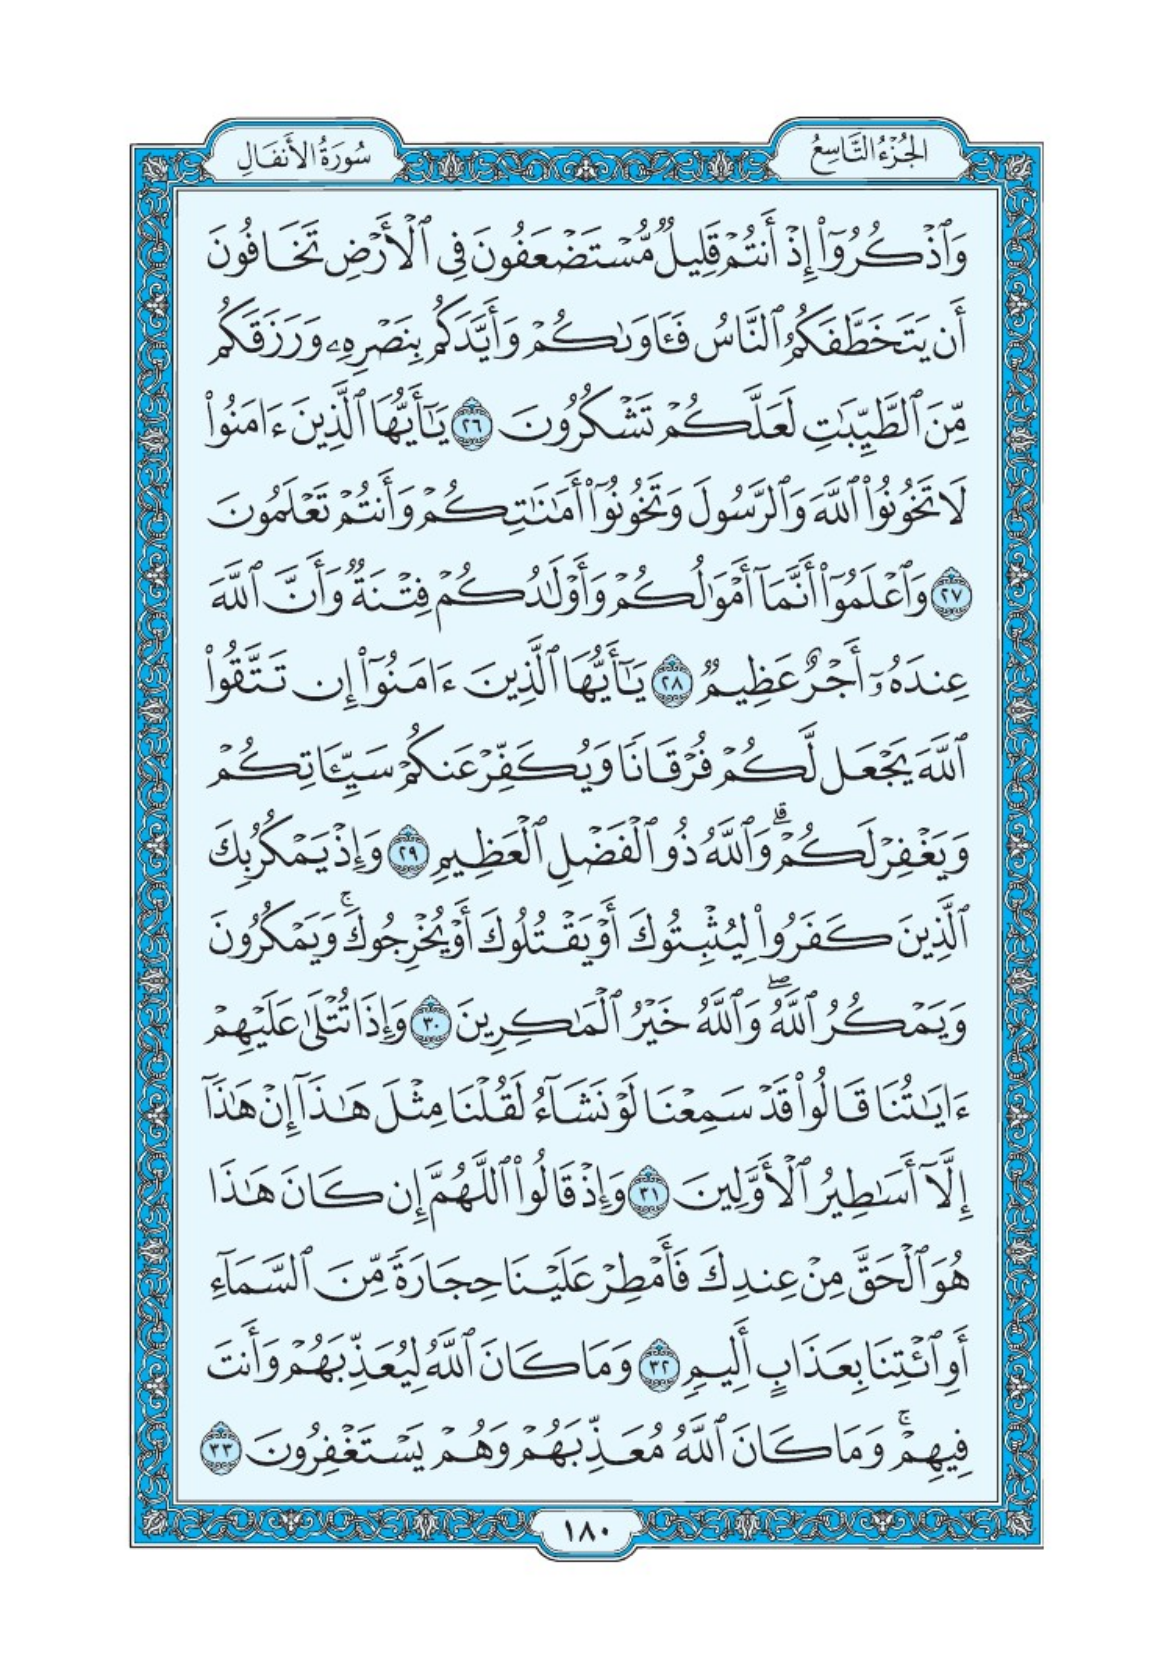 الجُزْءُ التَّاسِعُ
سُورَةُ الأَنفَالِ
وَٱذۡكُرُوٓاْ إِذۡ أَنتُمۡ قَلِيلٞ مُّسۡتَضۡعَفُونَ فِي ٱلۡأَرۡضِ تَخَافُونَ
أَن يَتَخَطَّفَكُمُ ٱلنَّاسُ فَـَٔاوَىٰكُمۡ وَأَيَّدَكُم بِنَصۡرِهِۦ وَرَزَقَكُم
مِّنَ ٱلطَّيِّبَٰتِ لَعَلَّكُمۡ تَشۡكُرُونَ ٢٦ يَٰٓأَيُّهَا ٱلَّذِينَ ءَامَنُواْ
لَا تَخُونُواْ ٱللَّهَ وَٱلرَّسُولَ وَتَخُونُوٓاْ أَمَٰنَٰتِكُمۡ وَأَنتُمۡ تَعۡلَمُونَ
٢٧ وَٱعۡلَمُوٓاْ أَنَّمَآ أَمۡوَٰلُكُمۡ وَأَوۡلَٰدُكُمۡ فِتۡنَةٞ وَأَنَّ ٱللَّهَ
عِندَهُۥٓ أَجۡرٌ عَظِيمٞ ٢٨ يَٰٓأَيُّهَا ٱلَّذِينَ ءَامَنُوٓاْ إِن تَتَّقُواْ
ٱللَّهَ يَجۡعَل لَّكُمۡ فُرۡقَانٗا وَيُكَفِّرۡ عَنكُمۡ سَيِّـَٔاتِكُمۡ
وَيَغۡفِرۡ لَكُمۡۗ وَٱللَّهُ ذُو ٱلۡفَضۡلِ ٱلۡعَظِيمِ ٢٩ وَإِذۡ يَمۡكُرُ بِكَ
ٱلَّذِينَ كَفَرُواْ لِيُثۡبِتُوكَ أَوۡ يَقۡتُلُوكَ أَوۡ يُخۡرِجُوكَۚ وَيَمۡكُرُونَ
وَيَمۡكُرُ ٱللَّهُۖ وَٱللَّهُ خَيۡرُ ٱلۡمَٰكِرِينَ ٣٠ وَإِذَا تُتۡلَىٰ عَلَيۡهِمۡ
ءَايَٰتُنَا قَالُواْ قَدۡ سَمِعۡنَا لَوۡ نَشَآءُ لَقُلۡنَا مِثۡلَ هَٰذَآ إِنۡ هَٰذَآ
إِلَّآ أَسَٰطِيرُ ٱلۡأَوَّلِينَ ٣١ وَإِذۡ قَالُواْ ٱللَّهُمَّ إِن كَانَ هَٰذَا
هُوَ ٱلۡحَقَّ مِنۡ عِندِكَ فَأَمۡطِرۡ عَلَيۡنَا حِجَارَةٗ مِّنَ ٱلسَّمَآءِ
أَوِ ٱئۡتِنَا بِعَذَابٍ أَلِيمٖ ٣٢ وَمَا كَانَ ٱللَّهُ لِيُعَذِّبَهُمۡ وَأَنتَ
فِيهِمۡۚ وَمَا كَانَ ٱللَّهُ مُعَذِّبَهُمۡ وَهُمۡ يَسۡتَغۡفِرُونَ ٣٣
١٨٠